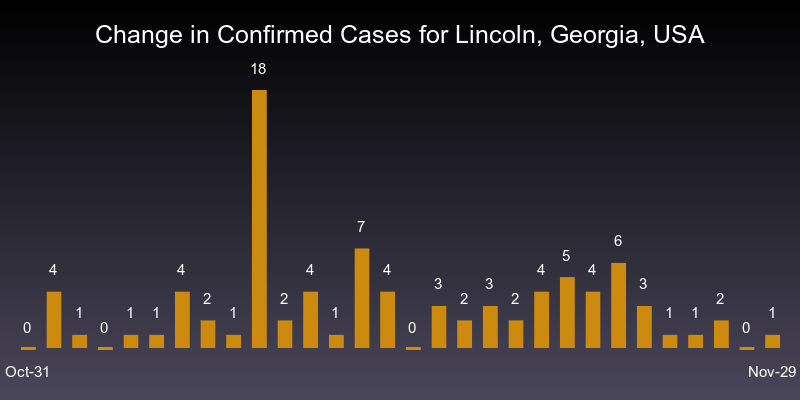 Change in Confirmed Cases for Lincoln, Georgia, USA
0 4 1 0 1 1 4 2 1 18 2 4 1 7 4 0 3 2 3 2 4 5 4 6 3 1 1 2 0 1
Oct-31 Nov-29